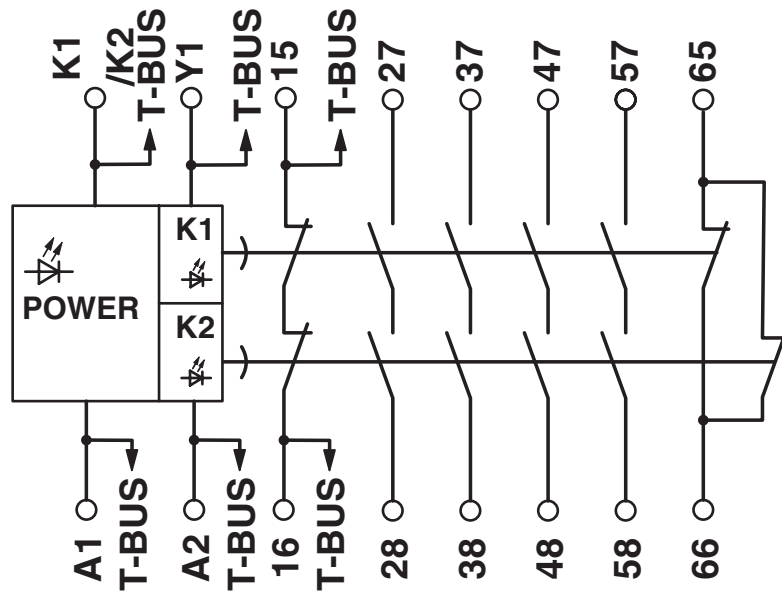 K1
/K2
T-BUS
Y1
T-BUS
15
T-BUS
27
37
47
57
65
K1
POWER
K2
A1
T-BUS
A2
T-BUS
16
T-BUS
28
38
48
58
66